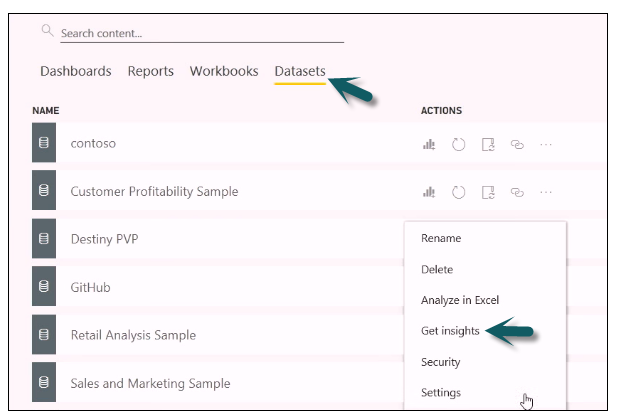 Search content...
Dashboards Reports Workbooks Datasets
NAME ACTIONS
contoso
Customer Profitability Sample
Destiny PVP
Rename
Delete
GitHub
Analyze in Excel
Retail Analysis Sample
Get insights
Security
Sales and Marketing Sample
Settings